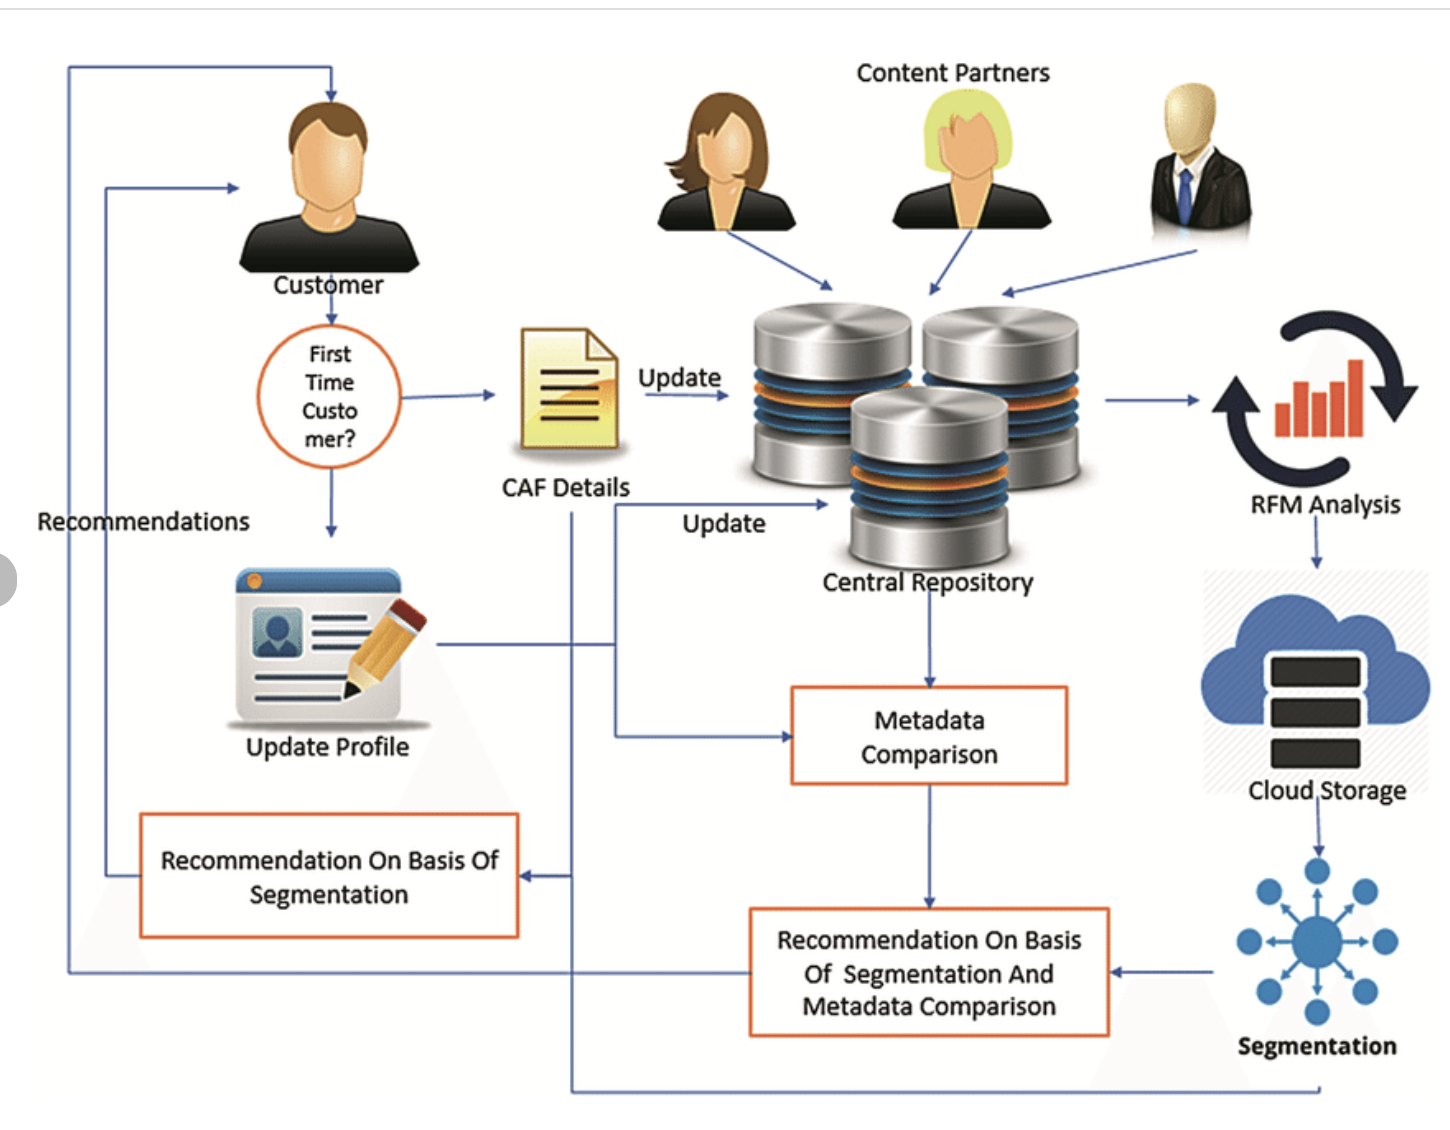 Content Partners
Customer
First
Time
Custo
mer?
Update
CAF Details
RFM Analysis
Recommendations
Update
Central Repository
Update Profile
Metadata
Comparison
Cloud Storage
Recommendation On Basis Of
Segmentation
Recommendation On Basis
Of Segmentation And
Metadata Comparison
Segmentation